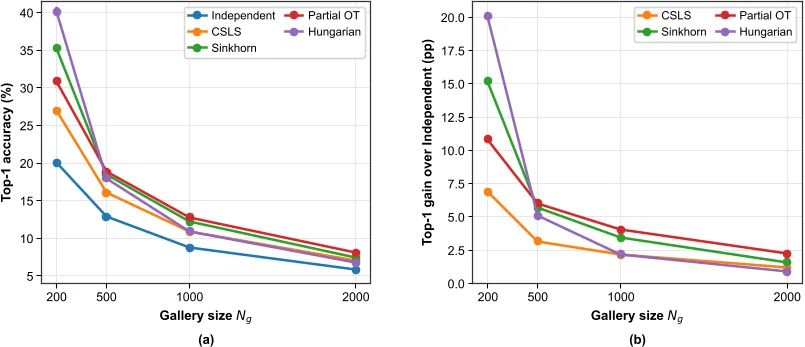 Top-1 accuracy (%)
40
35
30
25
20
15
10
5
Independent
CSLS
Sinkhorn
Partial OT
Hungarian
200 500 1000 2000
Gallery size Ng
(a)
Top-1 gain over Independent (pp)
20.0
17.5
15.0
12.5
10.0
7.5
5.0
2.5
0.0
CSLS
Sinkhorn
Partial OT
Hungarian
200 500 1000 2000
Gallery size Ng
(b)